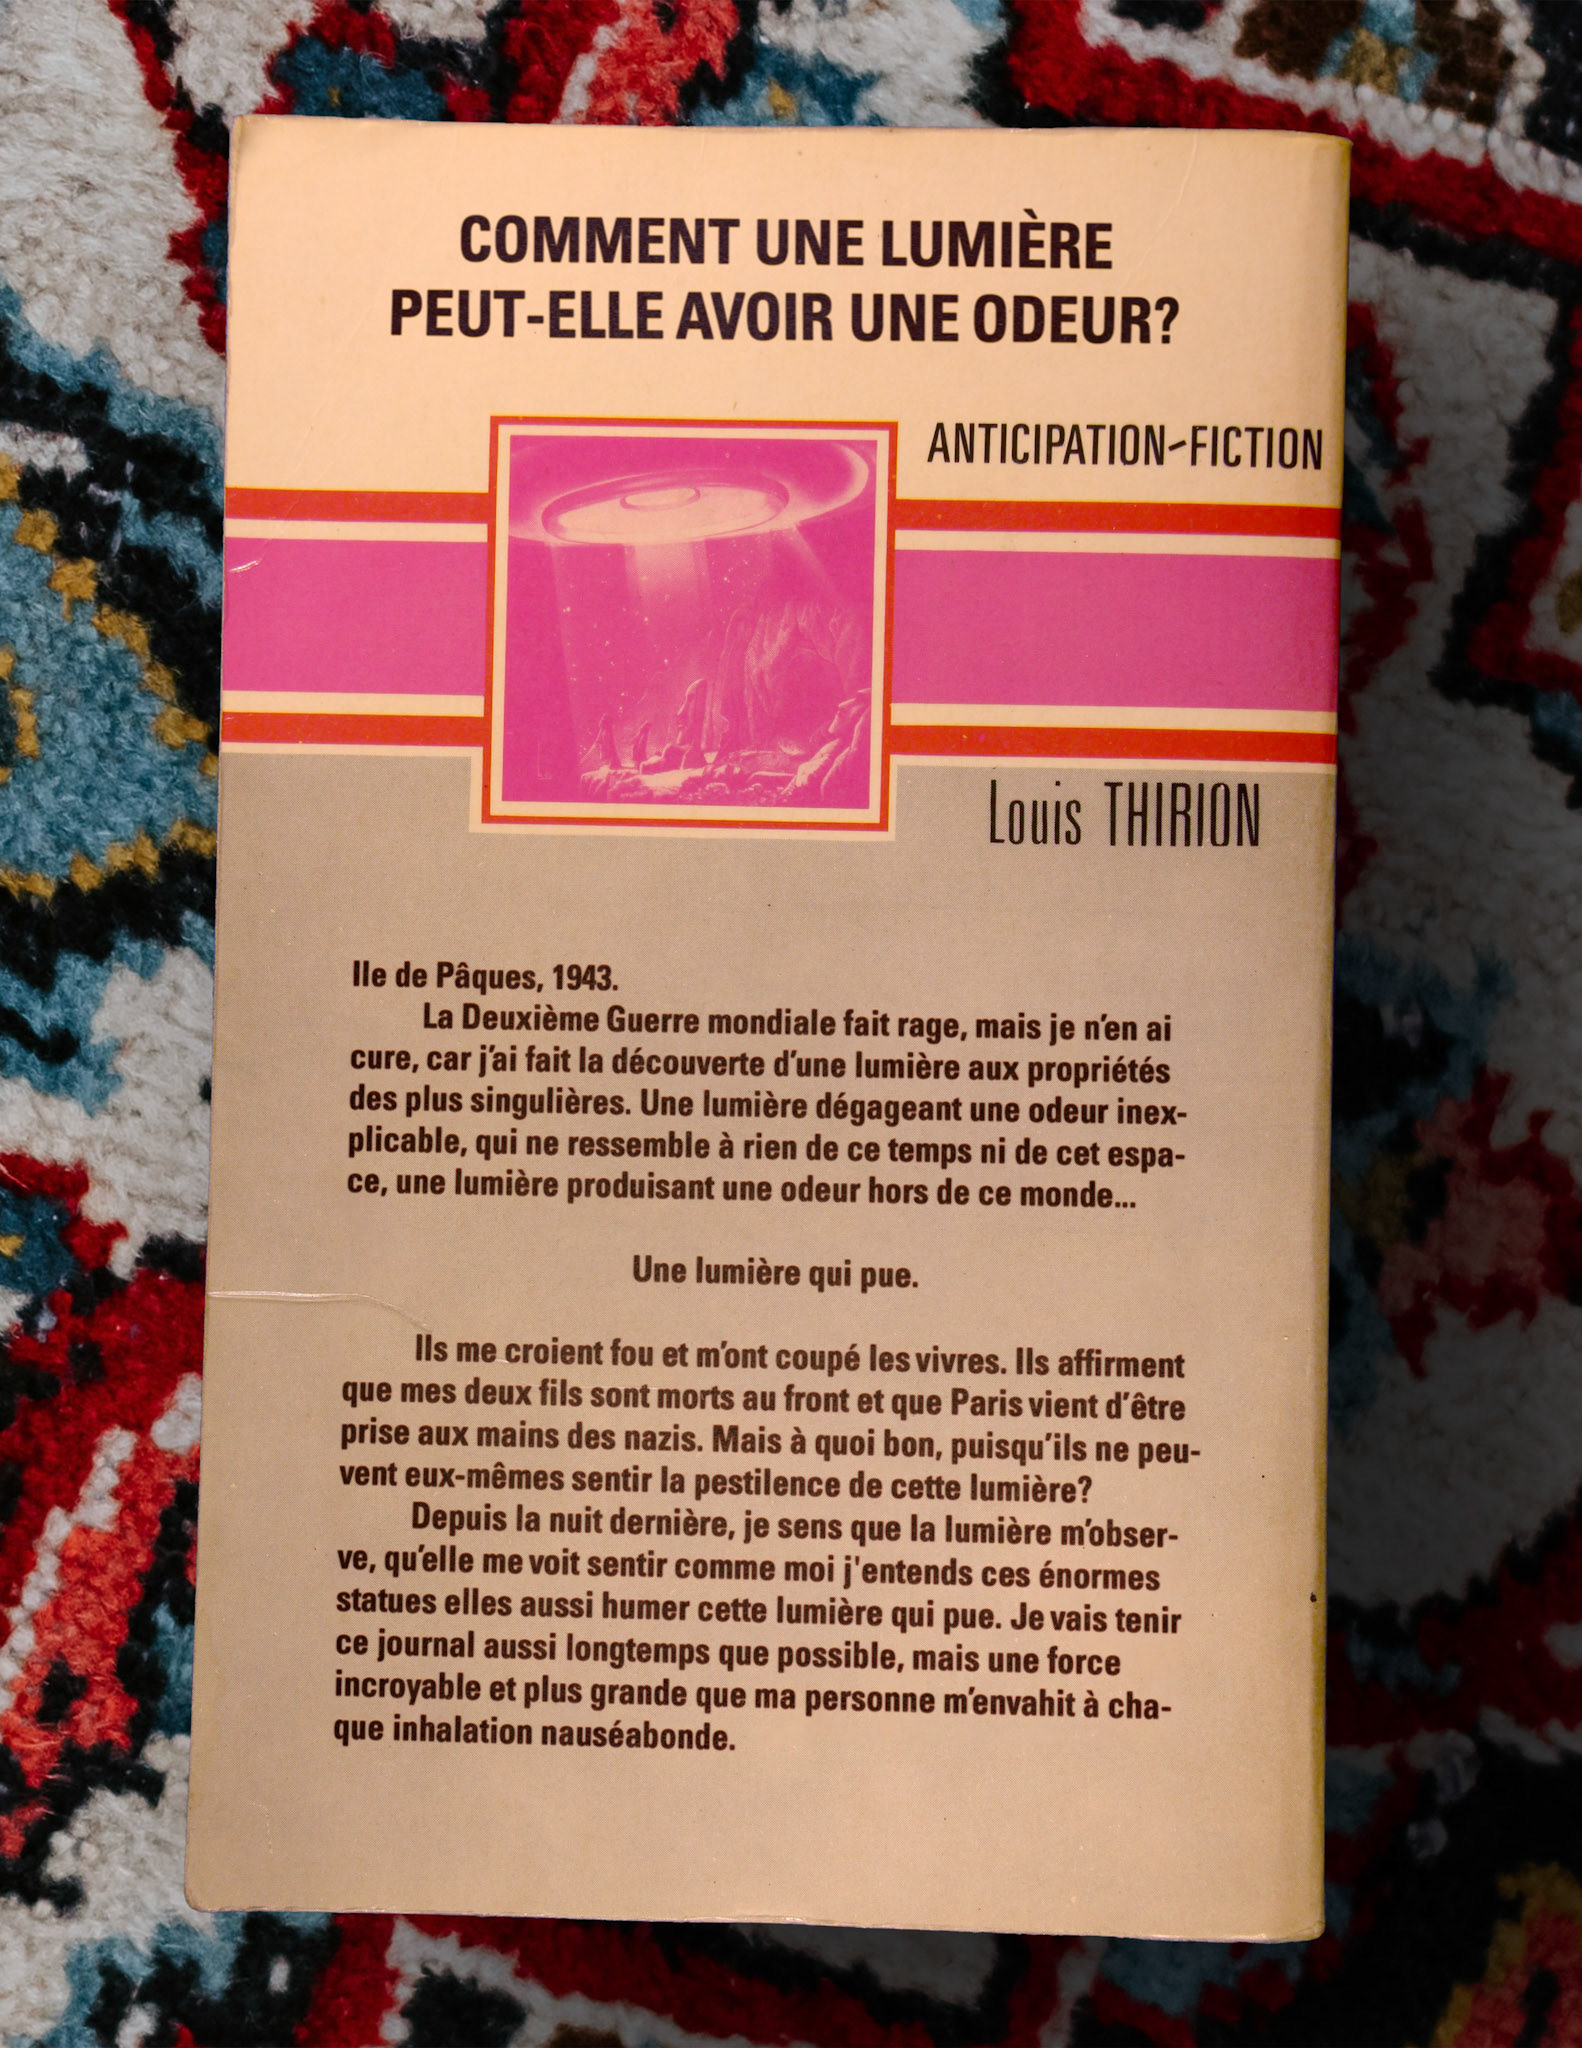 COMMENT UNE LUMIÈRE
PEUT-ELLE AVOIR UNE ODEUR?
ANTICIPATION-FICTION
Louis THIRION
Ile de Pâques, 1943.
La Deuxième Guerre mondiale fait rage, mais je n'en ai
cure, car j'ai fait la découverte d'une lumière aux propriétés
des plus singulières. Une lumière dégageant une odeur inex-
plicable, qui ne ressemble à rien de ce temps ni de cet espa-
ce, une lumière produisant une odeur hors de ce monde...
Une lumière qui pue.
Ils me croient fou et m'ont coupé les vivres. Ils affirment
que mes deux fils sont morts au front et que Paris vient d'être
prise aux mains des nazis. Mais à quoi bon, puisqu'ils ne peu-
vent eux-mêmes sentir la pestilence de cette lumière?
Depuis la nuit dernière, je sens que la lumière m'obser-
ve, qu'elle me voit sentir comme moi j'entends ces énormes
statues elles aussi humer cette lumière qui pue. Je vais tenir
ce journal aussi longtemps que possible, mais une force
incroyable et plus grande que ma personne m'envahit à cha-
que inhalation nauséabonde.